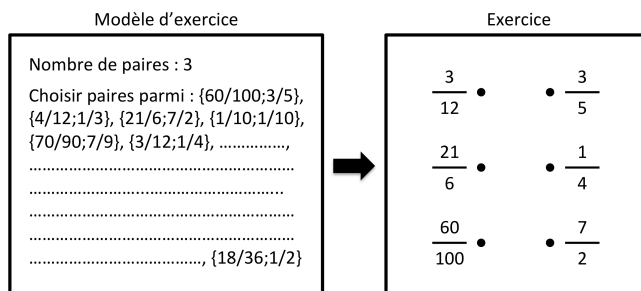 Modèle d’exercice
Nombre de paires : 3
Choisir paires parmi : {60/100;3/5},
{4/12;1/3}, {21/6;7/2}, {1/10;1/10},
{70/90;7/9}, {3/12;1/4}, ……………,
……………………………………………………
…………………..……………………………...
……………………………………………………
……………………………………………………
…………………………………, {18/36;1/2}
Exercice
3/12 • • 3/5
21/6 • • 1/4
60/100 • • 7/2